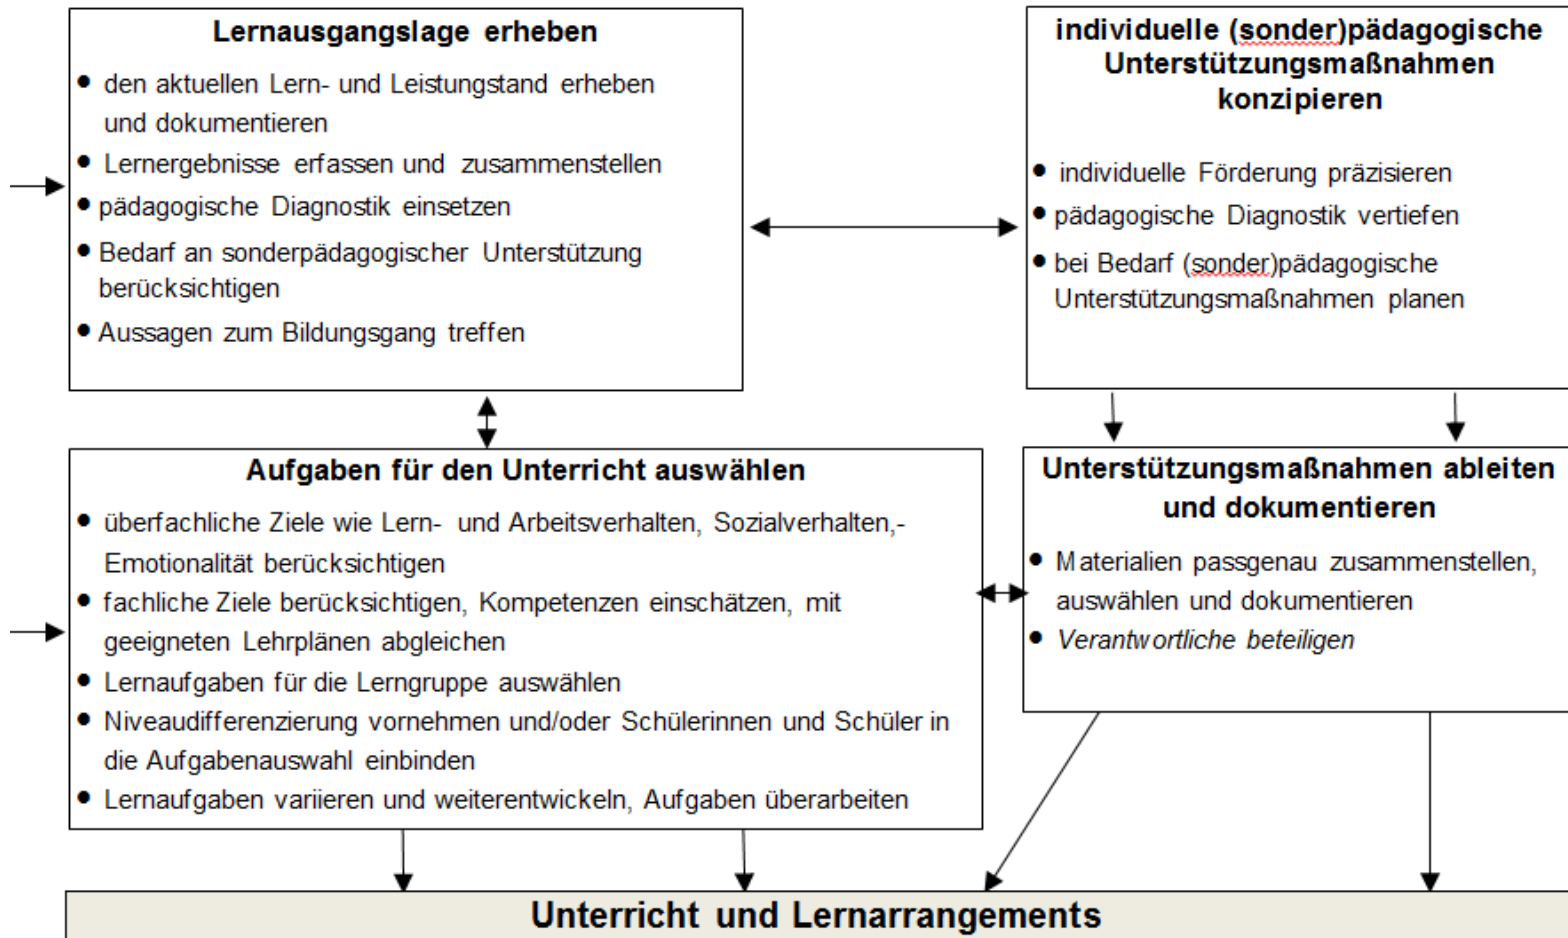 Lernausgangslage erheben
● den aktuellen Lern- und Leistungstand erheben
und dokumentieren
● Lernergebnisse erfassen und zusammenstellen
● pädagogische Diagnostik einsetzen
● Bedarf an sonderpädagogischer Unterstützung
berücksichtigen
● Aussagen zum Bildungsgang treffen
individuelle (sonder)pädagogische
Unterstützungsmaßnahmen
konzipieren
● individuelle Förderung präzisieren
● pädagogische Diagnostik vertiefen
● bei Bedarf (sonder)pädagogische
Unterstützungsmaßnahmen planen
Aufgaben für den Unterricht auswählen
● überfachliche Ziele wie Lern- und Arbeitsverhalten, Sozialverhalten,-
Emotionalität berücksichtigen
● fachliche Ziele berücksichtigen, Kompetenzen einschätzen, mit
geeigneten Lehrplänen abgleichen
● Lernaufgaben für die Lerngruppe auswählen
● Niveaudifferenzierung vornehmen und/oder Schülerinnen und Schüler in
die Aufgabenauswahl einbinden
● Lernaufgaben variieren und weiterentwickeln, Aufgaben überarbeiten
Unterstützungsmaßnahmen ableiten
und dokumentieren
● Materialien passgenau zusammenstellen,
auswählen und dokumentieren
● Verantwortliche beteiligen
Unterricht und Lernarrangements